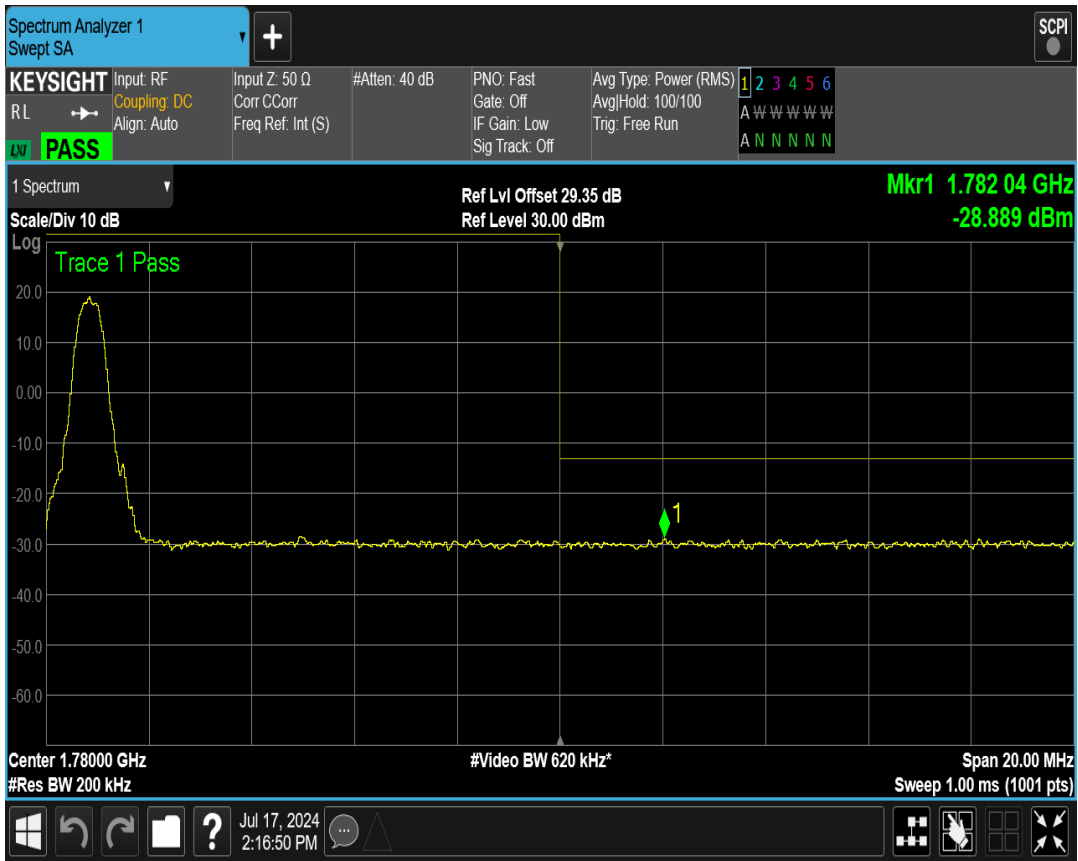 Spectrum Analyzer 1
Swept SA
SCPI
KEYSIGHT
R L
LXI PASS
Input: RF
Coupling: DC
Align: Auto
Input Z: 50 Ω
Corr CCorr
Freq Ref: Int (S)
#Atten: 40 dB
PNO: Fast
Gate: Off
IF Gain: Low
Sig Track: Off
Avg Type: Power (RMS)
Avg|Hold: 100/100
Trig: Free Run
1 2 3 4 5 6
A W W W W W
A N N N N N
1 Spectrum
Scale/Div 10 dB
Ref Lvl Offset 29.35 dB
Ref Level 30.00 dBm
Mkr1 1.782 04 GHz
-28.889 dBm
Log
Trace 1 Pass
20.0
10.0
0.00
-10.0
-20.0
1
-30.0
-40.0
-50.0
-60.0
Center 1.78000 GHz
#Res BW 200 kHz
#Video BW 620 kHz*
Span 20.00 MHz
Sweep 1.00 ms (1001 pts)
?
Jul 17, 2024
2:16:50 PM